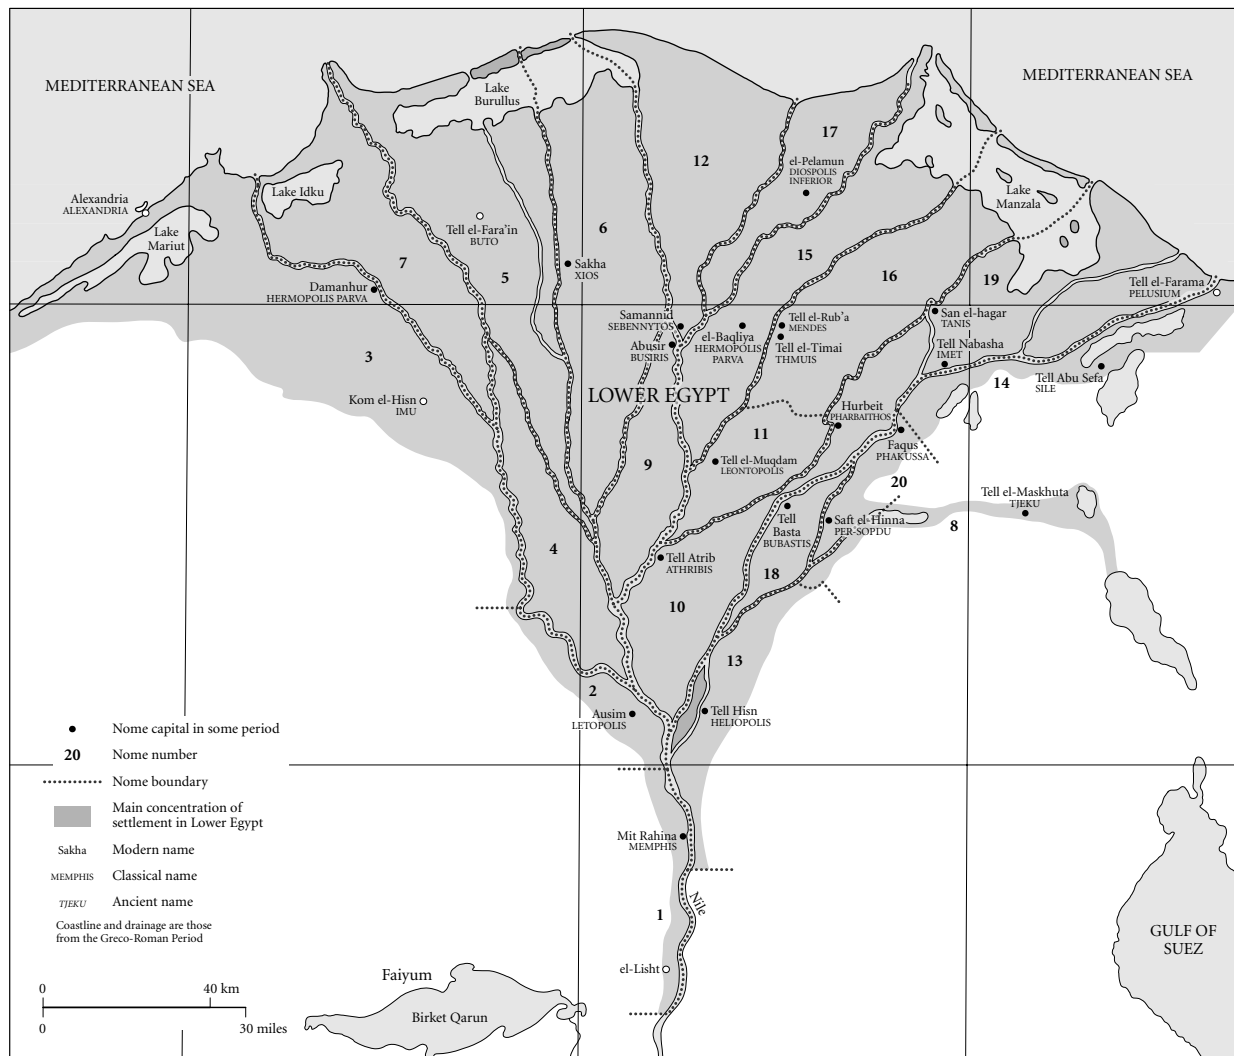 MEDITERRANEAN SEA
MEDITERRANEAN SEA
Lake
Burullus
17
12
el-Pelamun
DIOSPOLIS
INFERIOR
Lake Idku
Lake
Manzala
Alexandria
ALEXANDRIA
Lake
Mariut
Tell el-Fara'in
BUTO
6
7
5
15
16
19
Sakha
XIOS
Damanhur
HERMOPOLIS PARVA
Tell el-Farama
PELUSIUM
Samannud
SEBENNYTOS
el-Baqliya
HERMOPOLIS
PARVA
Tell el-Rub'a
MENDES
San el-hagar
TANIS
Abusir
BUSIRIS
Tell el-Timai
THMUIS
Tell Nabasha
IMET
3
14
Tell Abu Sefa
SILE
LOWER EGYPT
Kom el-Hisn
IMU
Hurbeit
PHARBAITHOS
11
Faqus
PHAKUSSA
9
Tell el-Muqdam
LEONTOPOLIS
20
Tell el-Maskhuta
TJEKU
Tell
Basta
BUBASTIS
Saft el-Hinna
PER-SOPDU
8
4
Tell Atrib
ATHRIBIS
18
10
13
2
Ausim
LETOPOLIS
Tell Hisn
HELIOPOLIS
Nome capital in some period
20 Nome number
Nome boundary
Main concentration of
settlement in Lower Egypt
Sakha Modern name
MEMPHIS Classical name
TJEKU Ancient name
Coastline and drainage are those
from the Greco-Roman Period
Mit Rahina
MEMPHIS
Nile
1
GULF OF
SUEZ
el-Lisht
Faiyum
Birket Qarun
0 40 km
0 30 miles